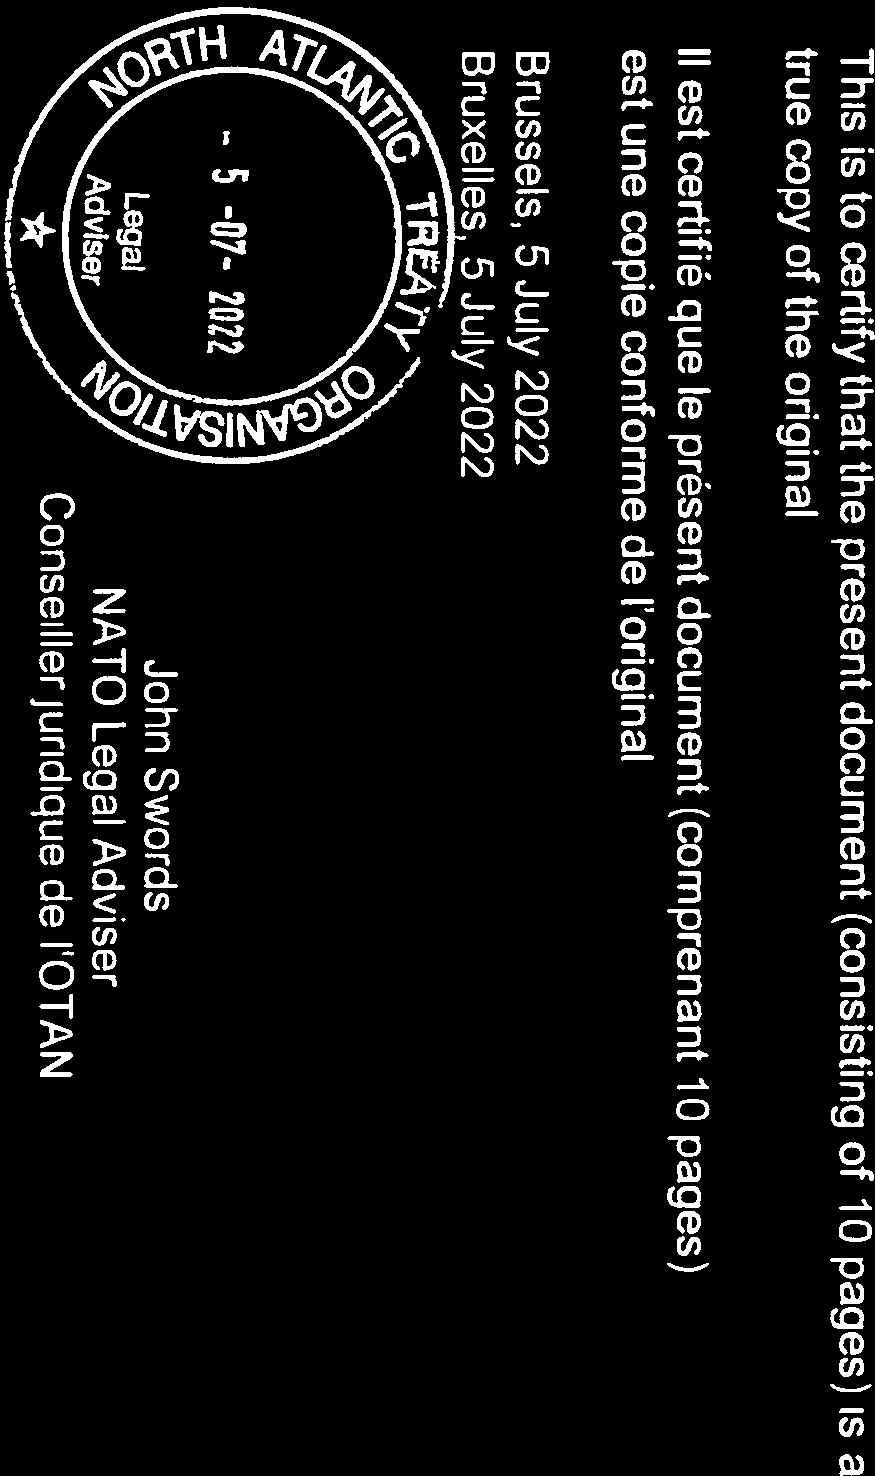 This is to certify that the present document (consisting of 10 pages) is a
true copy of the original
Il est certifié que le présent document (comprenant 10 pages)
est une copie conforme de l'original
Brussels, 5 July 2022
Bruxelles, 5 July 2022
NORTH ATLANTIC TREATY ORGANISATION
- 5 -07- 2022
Legal
Adviser
John Swords
NATO Legal Adviser
Conseiller juridique de l'OTAN